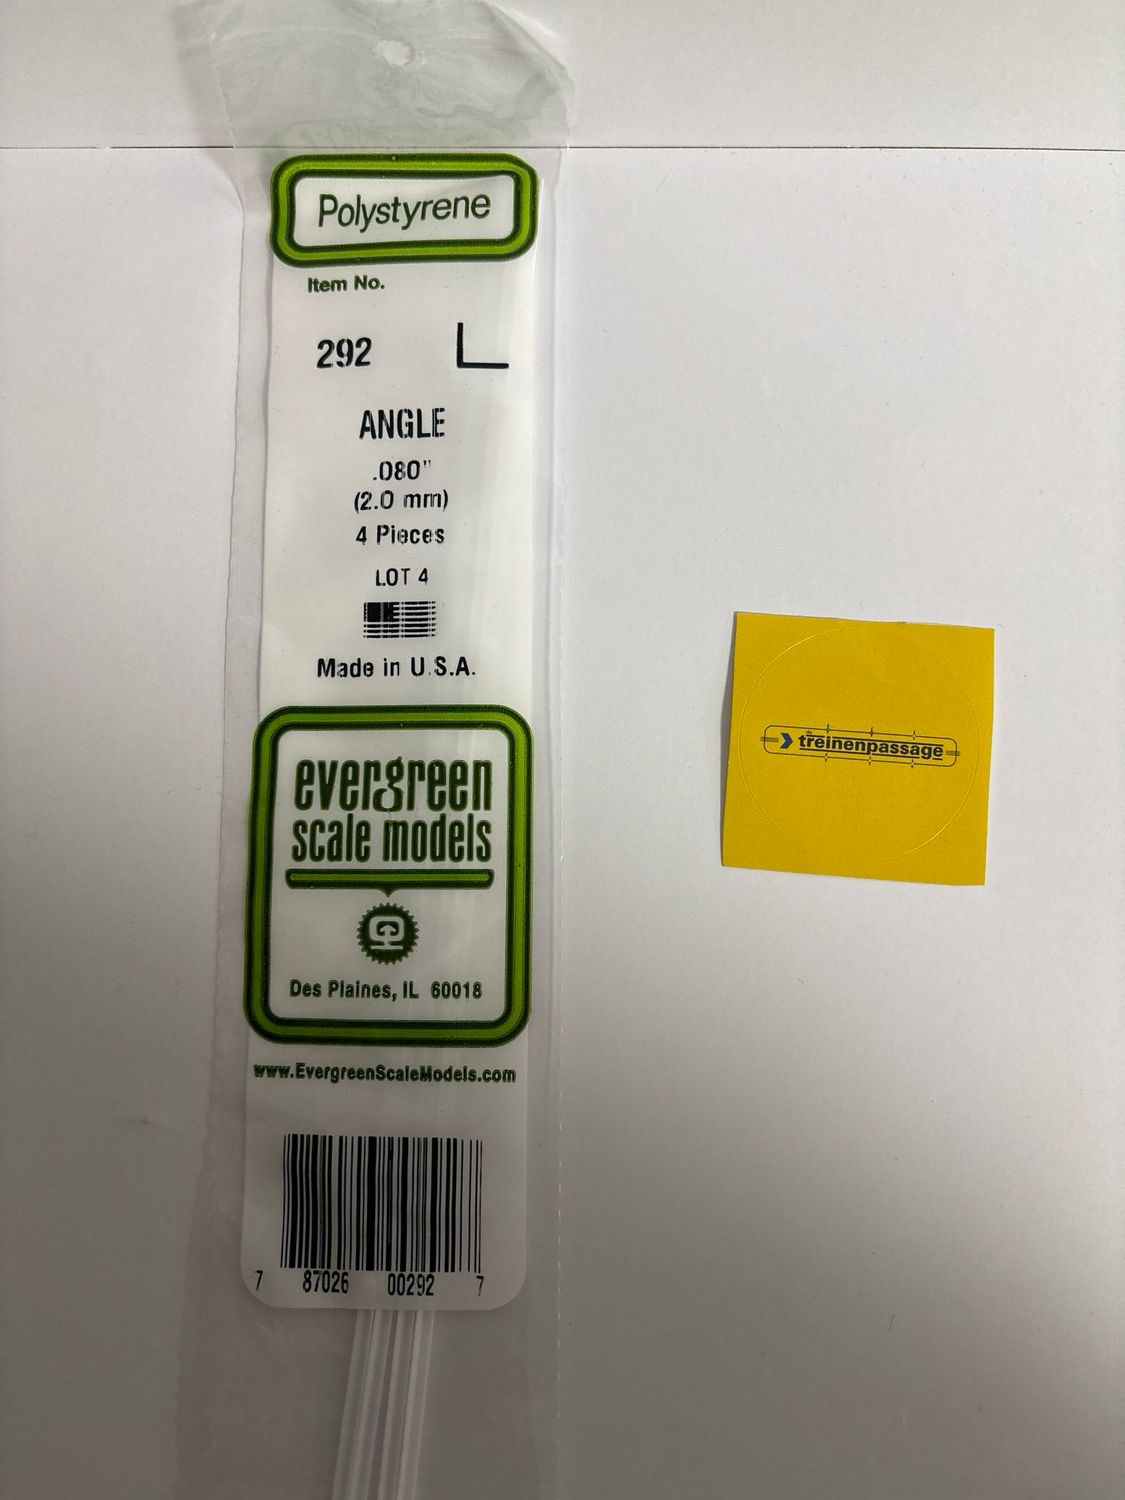 Polystyrene
Item No.
292
ANGLE
.080"
(2.0 mm)
4 Pieces
LOT 4
Made in U.S.A.
evergreen
scale models
Des Plaines, IL 60018
www.EvergreenScaleModels.com
7 87026 00292 7
de
treinenpassage